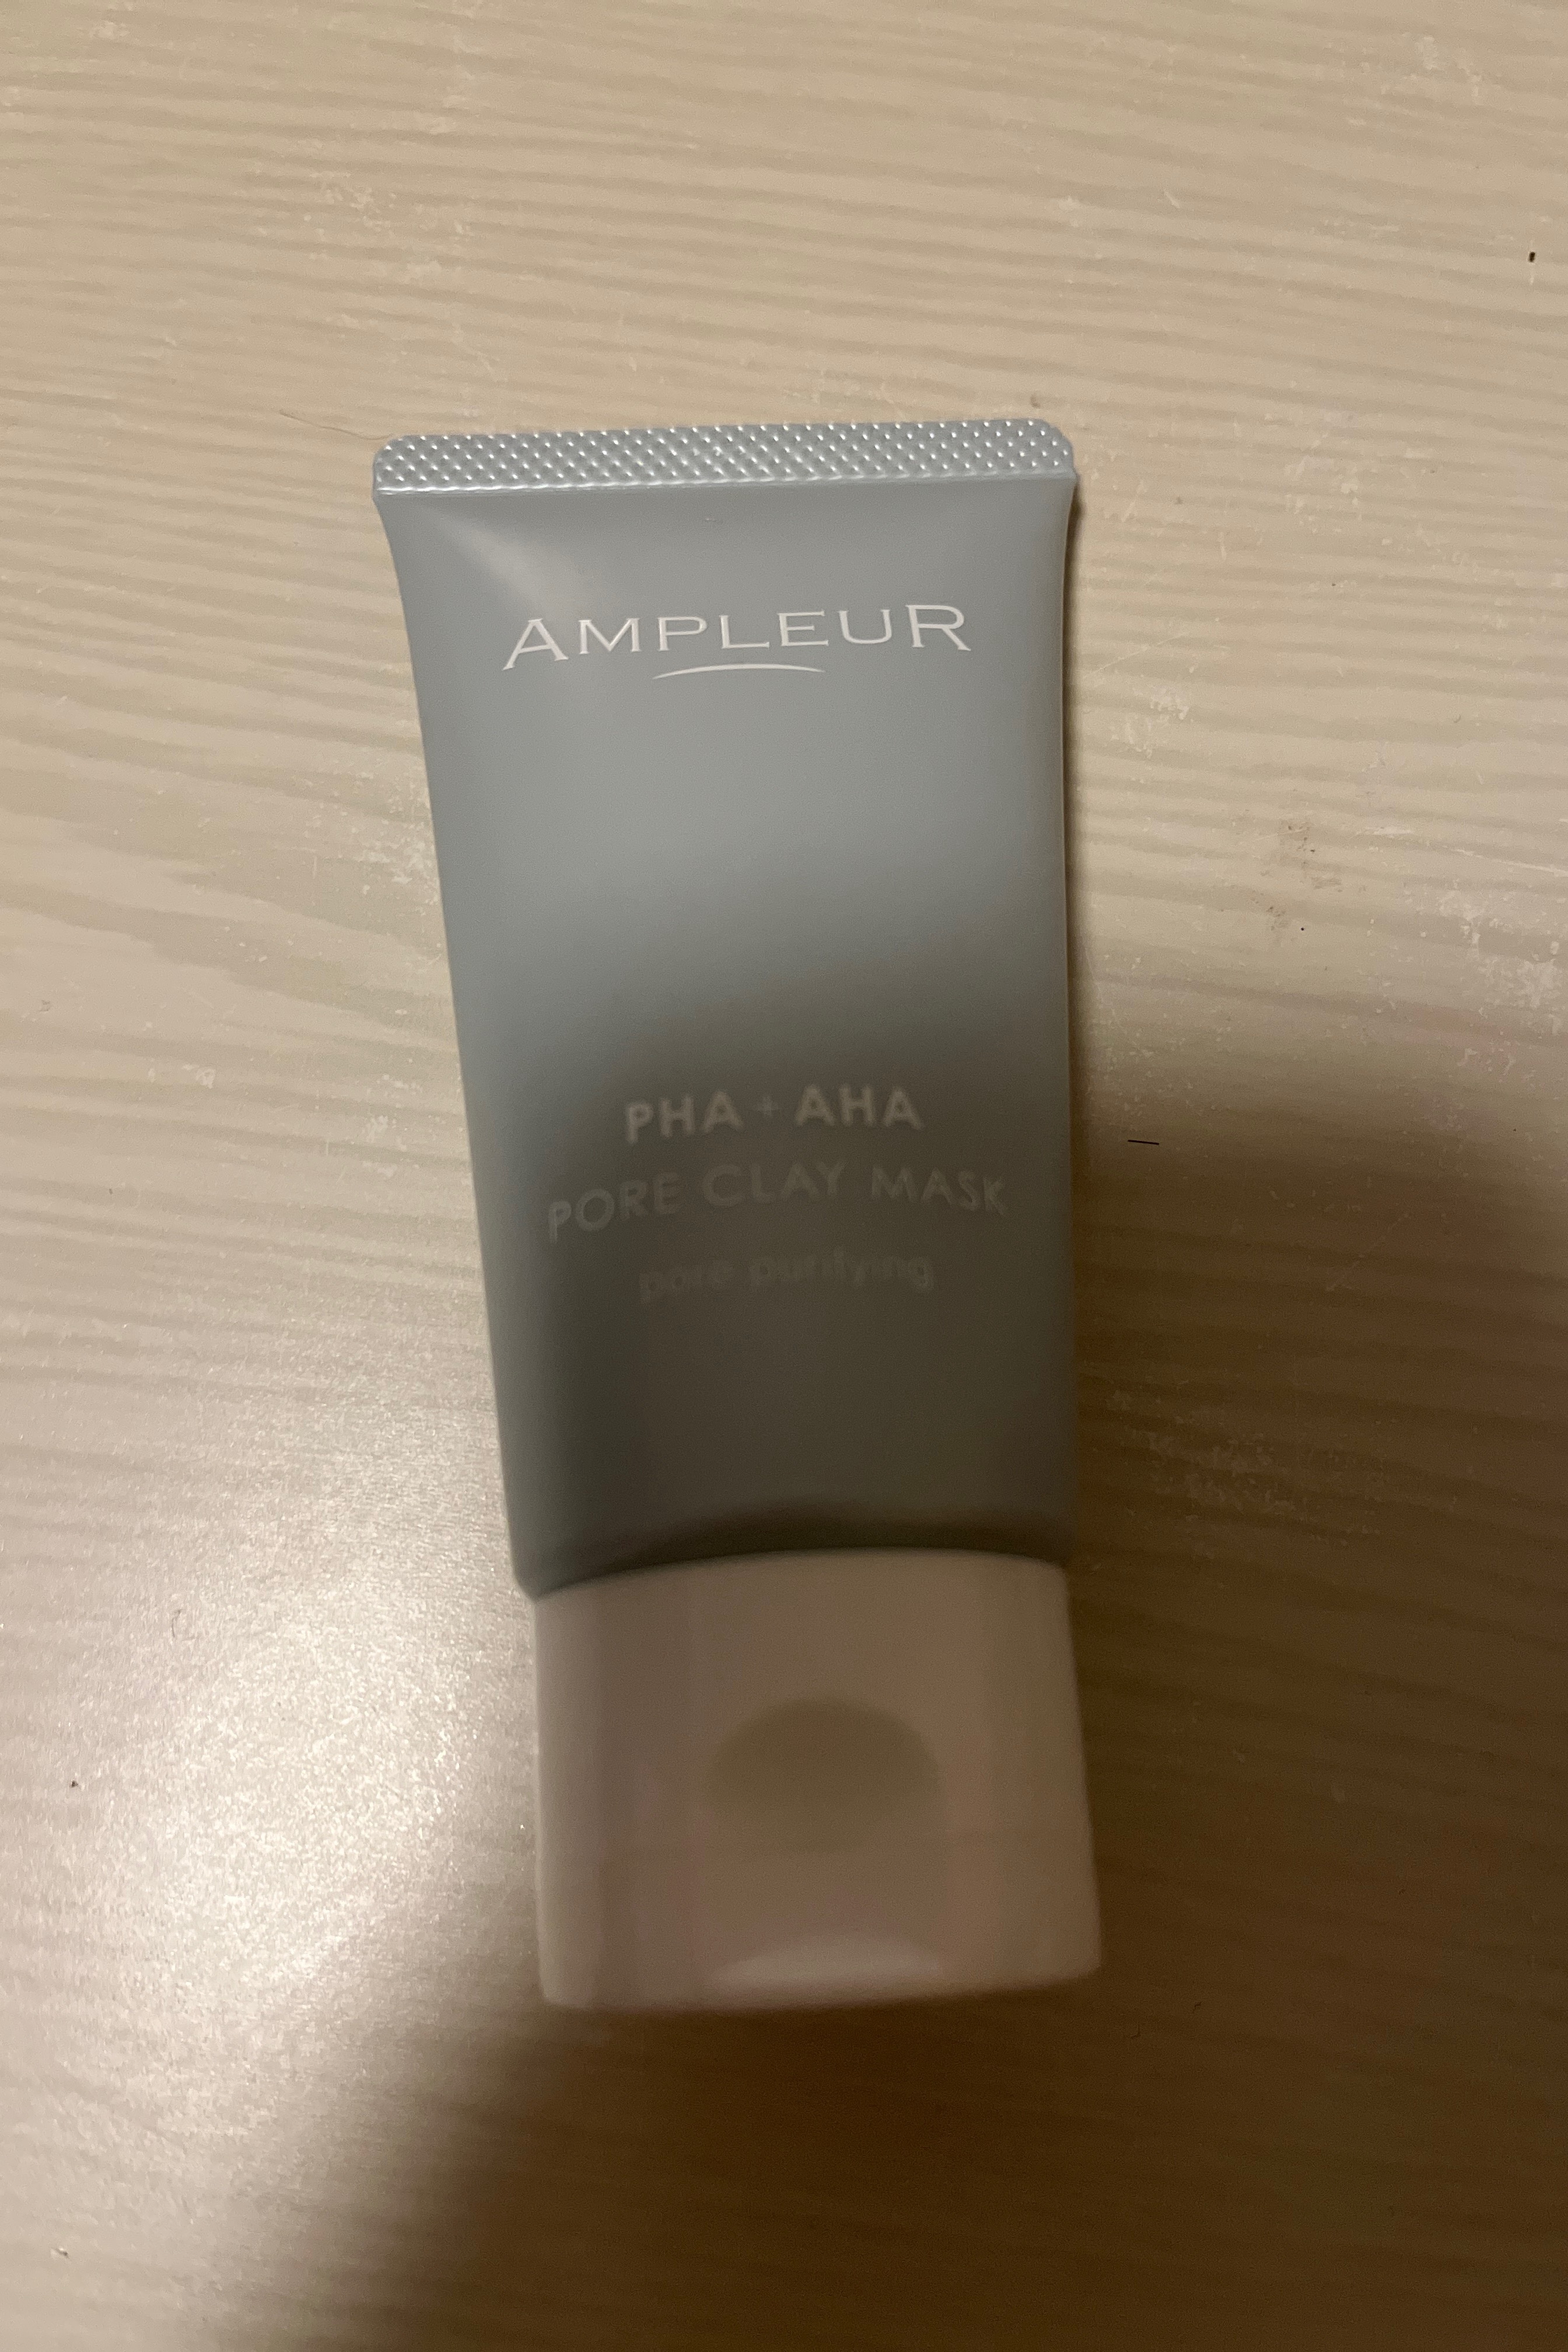 AMPLEUR
PHA + AHA
PORE CLAY MASK
pore purifying